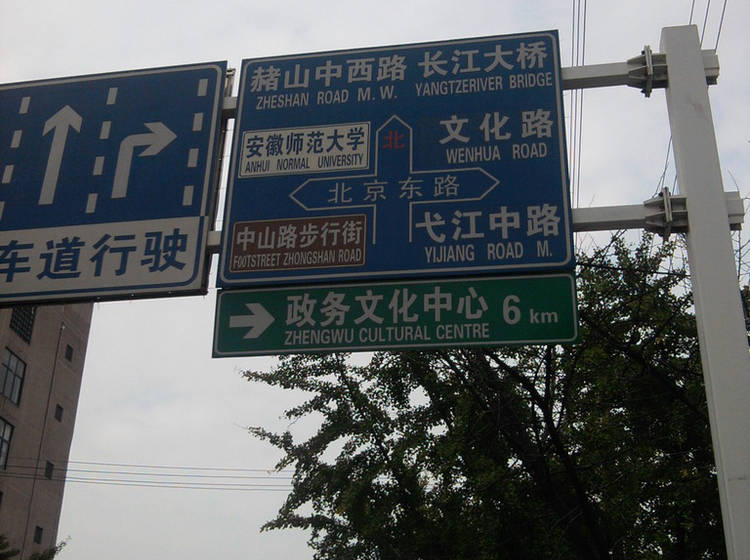 赭山中西路 长江大桥
ZHESHAN ROAD M.W. YANGTZERIVER BRIDGE
安徽师范大学
ANHUI NORMAL UNIVERSITY
北
文化路
WENHUA ROAD
北京东路
中山路步行街
FOOTSTREET ZHONGSHAN ROAD
弋江中路
YIJIANG ROAD M.
车道行驶
政务文化中心 6 km
ZHENGWU CULTURAL CENTRE